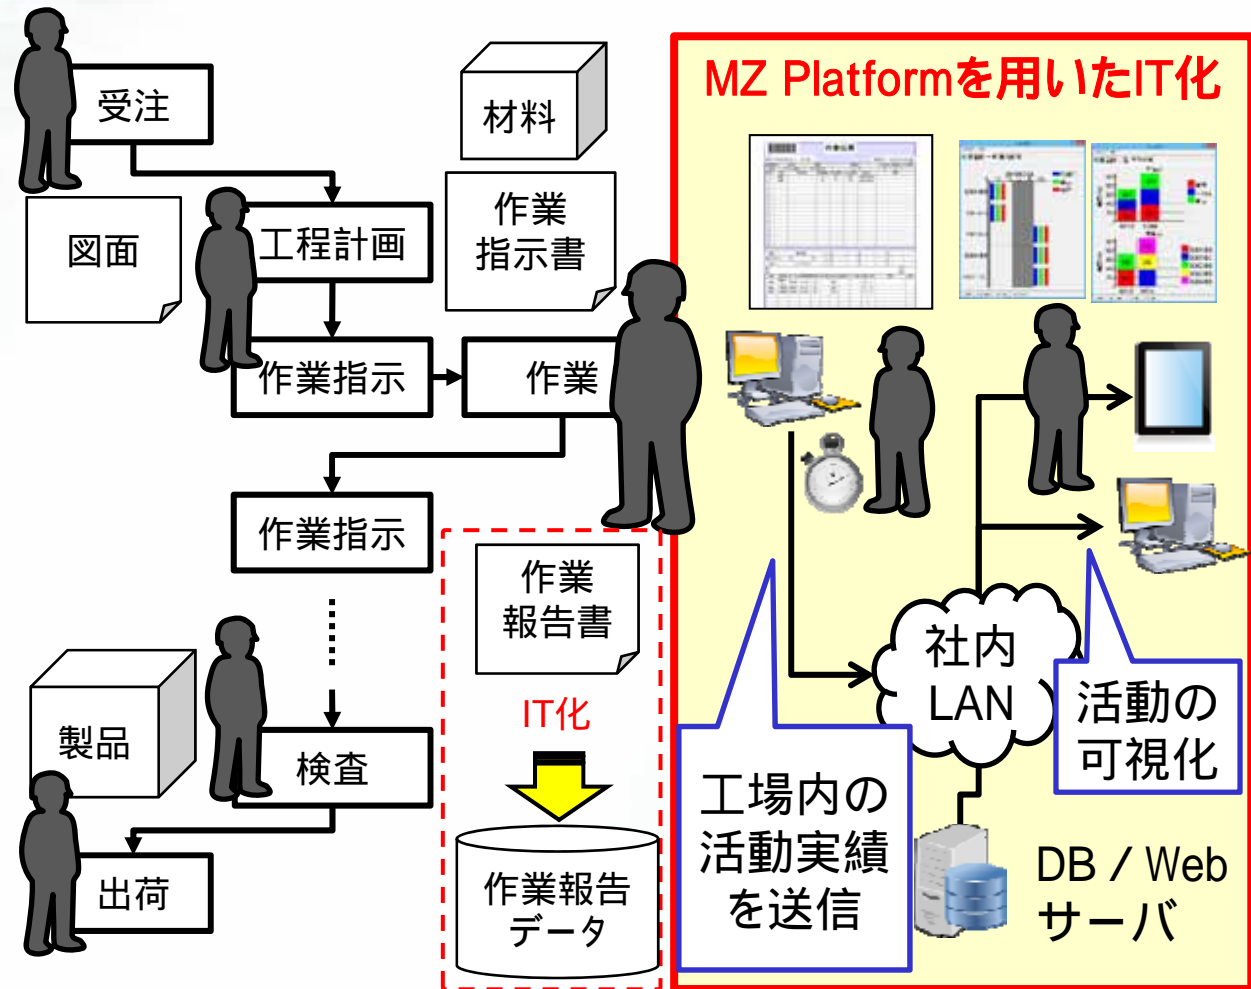 受注
材料
図面
工程計画
作業
指示書
作業指示
作業
作業指示
作業
報告書
IT化
製品
検査
出荷
作業報告
データ
MZ Platformを用いたIT化
社内
LAN
活動の
可視化
工場内の
活動実績
を送信
DB / Web
サーバ